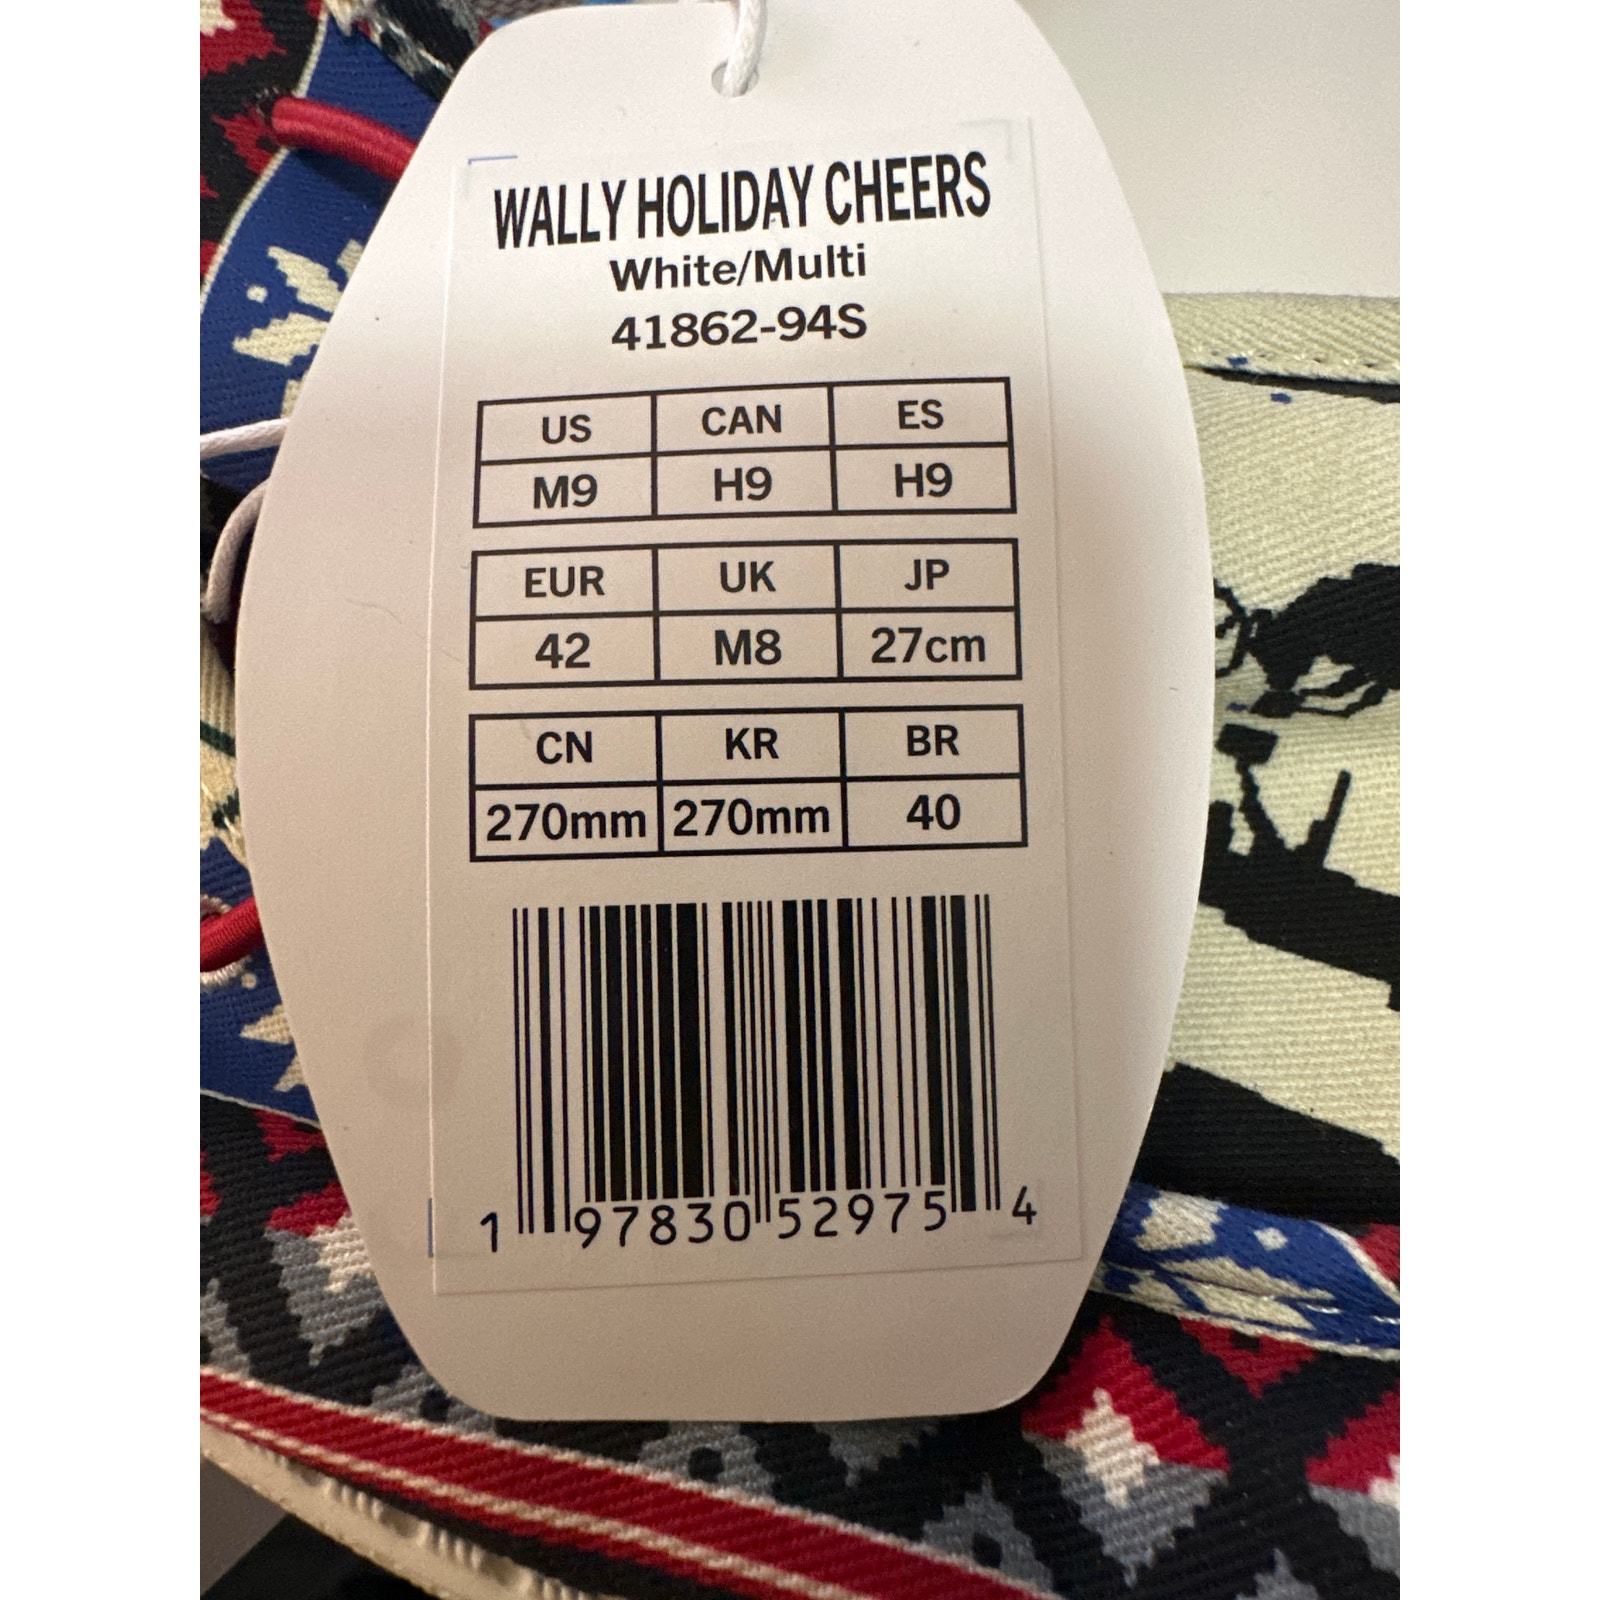 WALLY HOLIDAY CHEERS
White/Multi
41862-94S
US CAN ES
M9 H9 H9
EUR UK JP
42 M8 27cm
CN KR BR
270mm 270mm 40
1 97830 52975 4